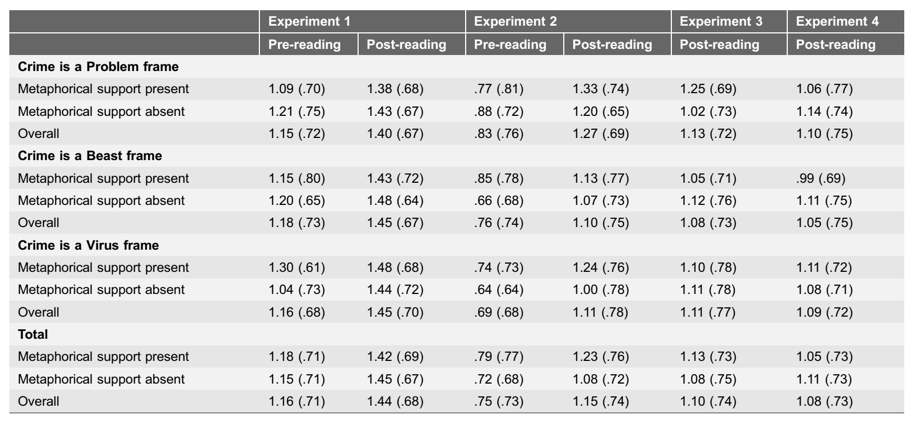 Experiment 1 Experiment 2 Experiment 3 Experiment 4
Pre-reading Post-reading Pre-reading Post-reading Post-reading Post-reading
Crime is a Problem frame
Metaphorical support present 1.09 (.70) 1.38 (.68) .77 (.81) 1.33 (.74) 1.25 (.69) 1.06 (.77)
Metaphorical support absent 1.21 (.75) 1.43 (.67) .88 (.72) 1.20 (.65) 1.02 (.73) 1.14 (.74)
Overall 1.15 (.72) 1.40 (.67) .83 (.76) 1.27 (.69) 1.13 (.72) 1.10 (.75)
Crime is a Beast frame
Metaphorical support present 1.15 (.80) 1.43 (.72) .85 (.78) 1.13 (.77) 1.05 (.71) .99 (.69)
Metaphorical support absent 1.20 (.65) 1.48 (.64) .66 (.68) 1.07 (.73) 1.12 (.76) 1.11 (.75)
Overall 1.18 (.73) 1.45 (.67) .76 (.74) 1.10 (.75) 1.08 (.73) 1.05 (.75)
Crime is a Virus frame
Metaphorical support present 1.30 (.61) 1.48 (.68) .74 (.73) 1.24 (.76) 1.10 (.78) 1.11 (.72)
Metaphorical support absent 1.04 (.73) 1.44 (.72) .64 (.64) 1.00 (.78) 1.11 (.78) 1.08 (.71)
Overall 1.16 (.68) 1.45 (.70) .69 (.68) 1.11 (.78) 1.11 (.77) 1.09 (.72)
Total
Metaphorical support present 1.18 (.71) 1.42 (.69) .79 (.77) 1.23 (.76) 1.13 (.73) 1.05 (.73)
Metaphorical support absent 1.15 (.71) 1.45 (.67) .72 (.68) 1.08 (.72) 1.08 (.75) 1.11 (.73)
Overall 1.16 (.71) 1.44 (.68) .75 (.73) 1.15 (.74) 1.10 (.74) 1.08 (.73)